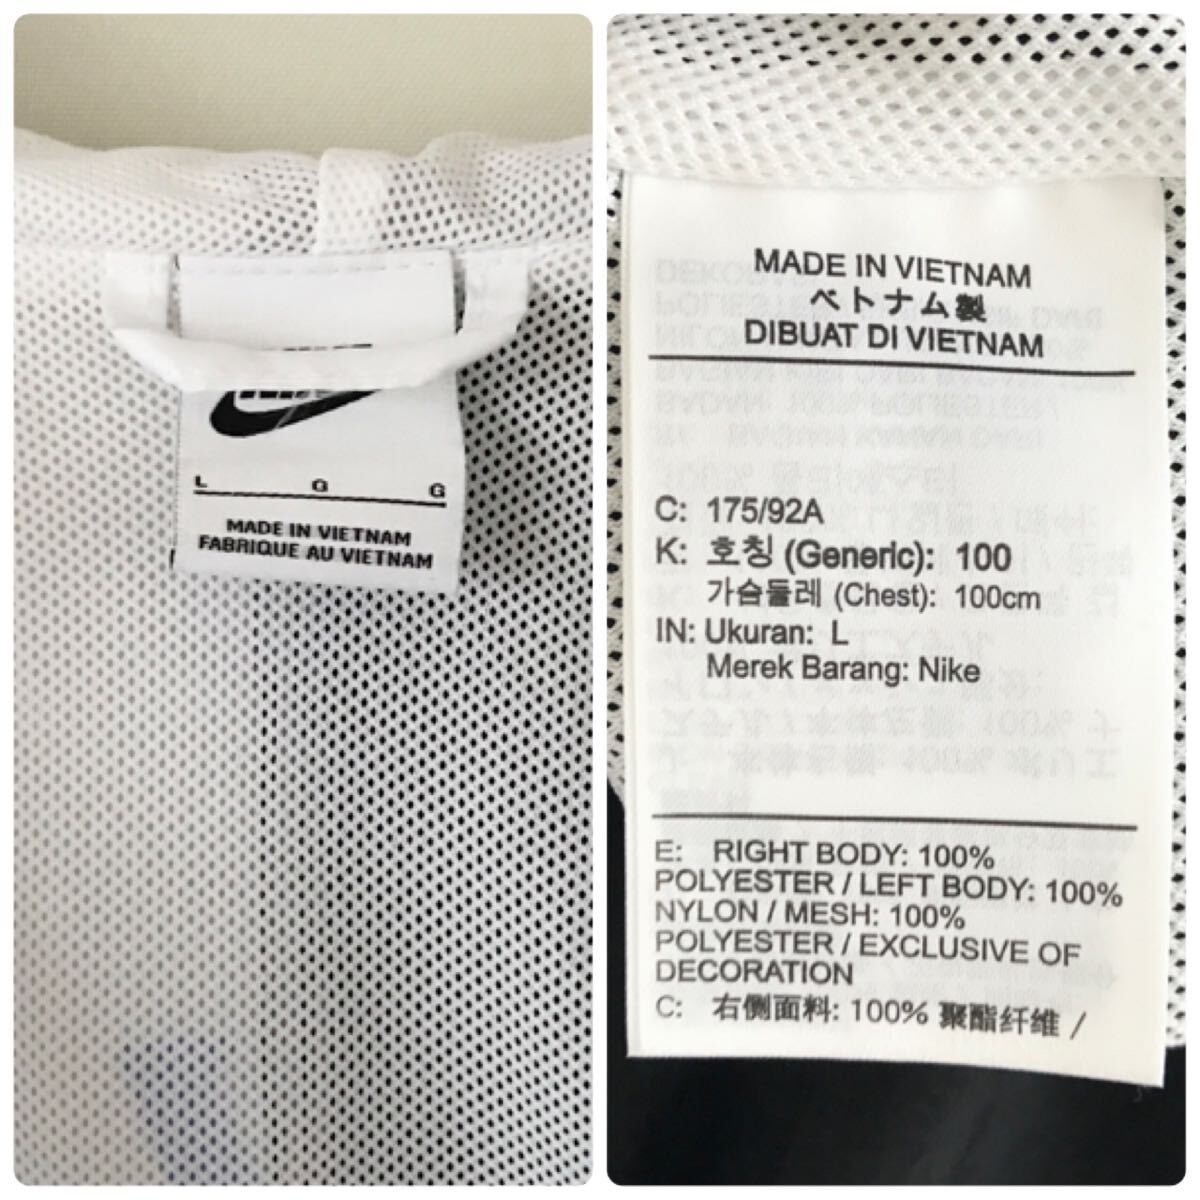 L G G
MADE IN VIETNAM
FABRIQUE AU VIETNAM
MADE IN VIETNAM
ベトナム製
DIBUAT DI VIETNAM
C: 175/92A
K: 호칭 (Generic): 100
가슴둘레 (Chest): 100cm
IN: Ukuran: L
Merek Barang: Nike
E: RIGHT BODY: 100%
POLYESTER / LEFT BODY: 100%
NYLON / MESH: 100%
POLYESTER / EXCLUSIVE OF
DECORATION
C: 右侧面料: 100% 聚酯纤维 /